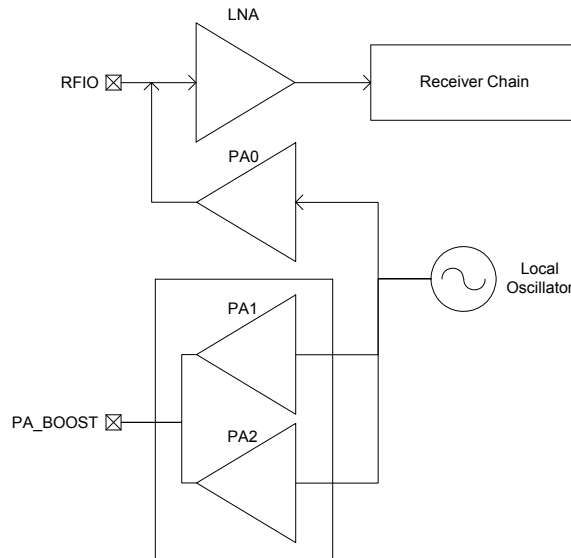 LNA
RFIO
Receiver Chain
PA0
Local
Oscillator
PA1
PA_BOOST
PA2